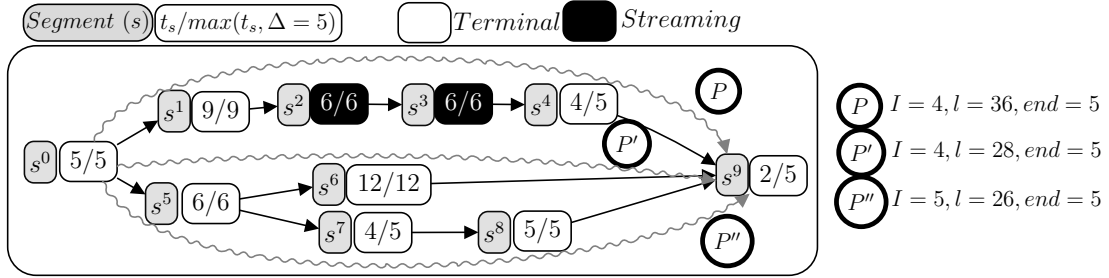 Segment (s) t_s/max(t_s, Δ = 5) Terminal Streaming
P
s^1 9/9 s^2 6/6 s^3 6/6 s^4 4/5
P I = 4, l = 36, end = 5
P'
P' I = 4, l = 28, end = 5
s^0 5/5
s^9 2/5
s^6 12/12
s^5 6/6
P'' I = 5, l = 26, end = 5
s^7 4/5 s^8 5/5
P''